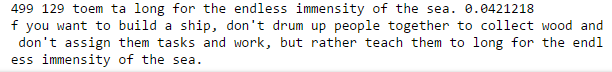 499 129 toem ta long for the endless immensity of the sea. 0.0421218
f you want to build a ship, don't drum up people together to collect wood and
 don't assign them tasks and work, but rather teach them to long for the endl
ess immensity of the sea.